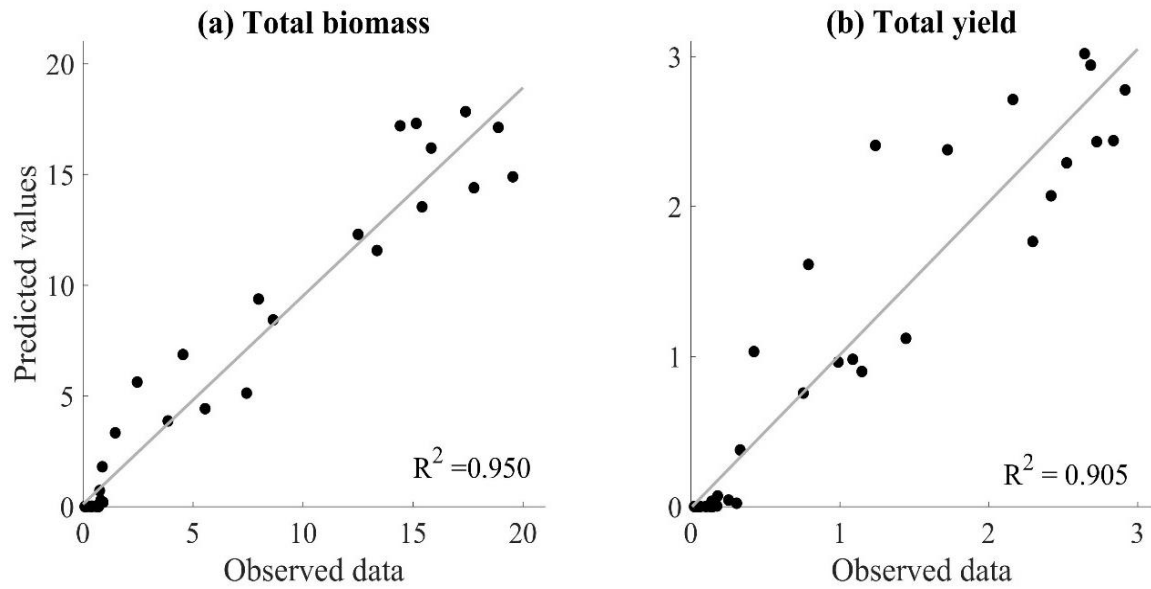 (a) Total biomass
(b) Total yield
Predicted values
20
15
10
5
0
0
5
10
15
20
Observed data
R² =0.950
3
2
1
0
0
1
2
3
Observed data
R² = 0.905